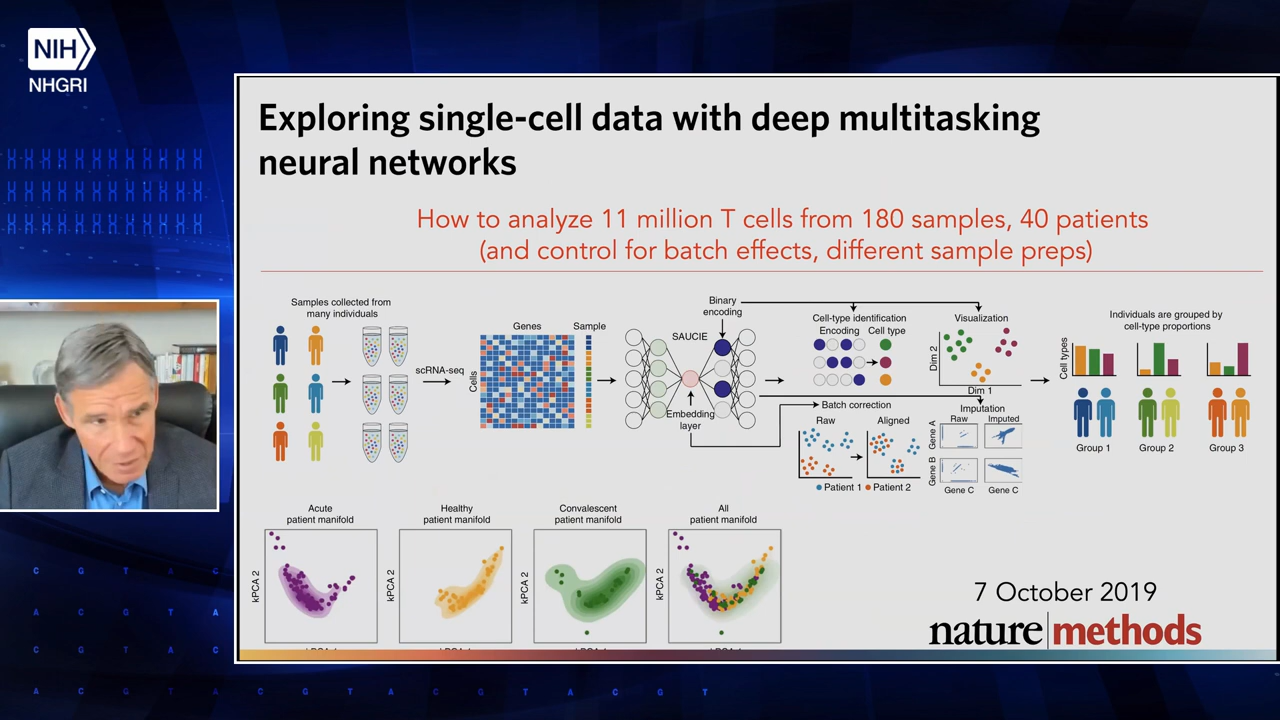 NIH
NHGRI
Exploring single-cell data with deep multitasking
neural networks
How to analyze 11 million T cells from 180 samples, 40 patients
(and control for batch effects, different sample preps)
Samples collected from
many individuals
scRNA-seq
Genes
Sample
Cells
SAUCIE
Binary
encoding
Embedding
layer
Cell-type identification
Encoding
Cell type
Visualization
Dim 2
Dim 1
Batch correction
Raw
Aligned
Patient 1
Patient 2
Imputation
Raw
Imputed
Gene A
Gene B
Gene C
Gene C
Individuals are grouped by
cell-type proportions
Cell types
Group 1
Group 2
Group 3
Acute
patient manifold
kPCA 2
Healthy
patient manifold
kPCA 2
Convalescent
patient manifold
kPCA 2
All
patient manifold
kPCA 2
7 October 2019
nature methods
C G T A C
A C G T A
C G T A C
A C G T A C G T A C G T A C G T